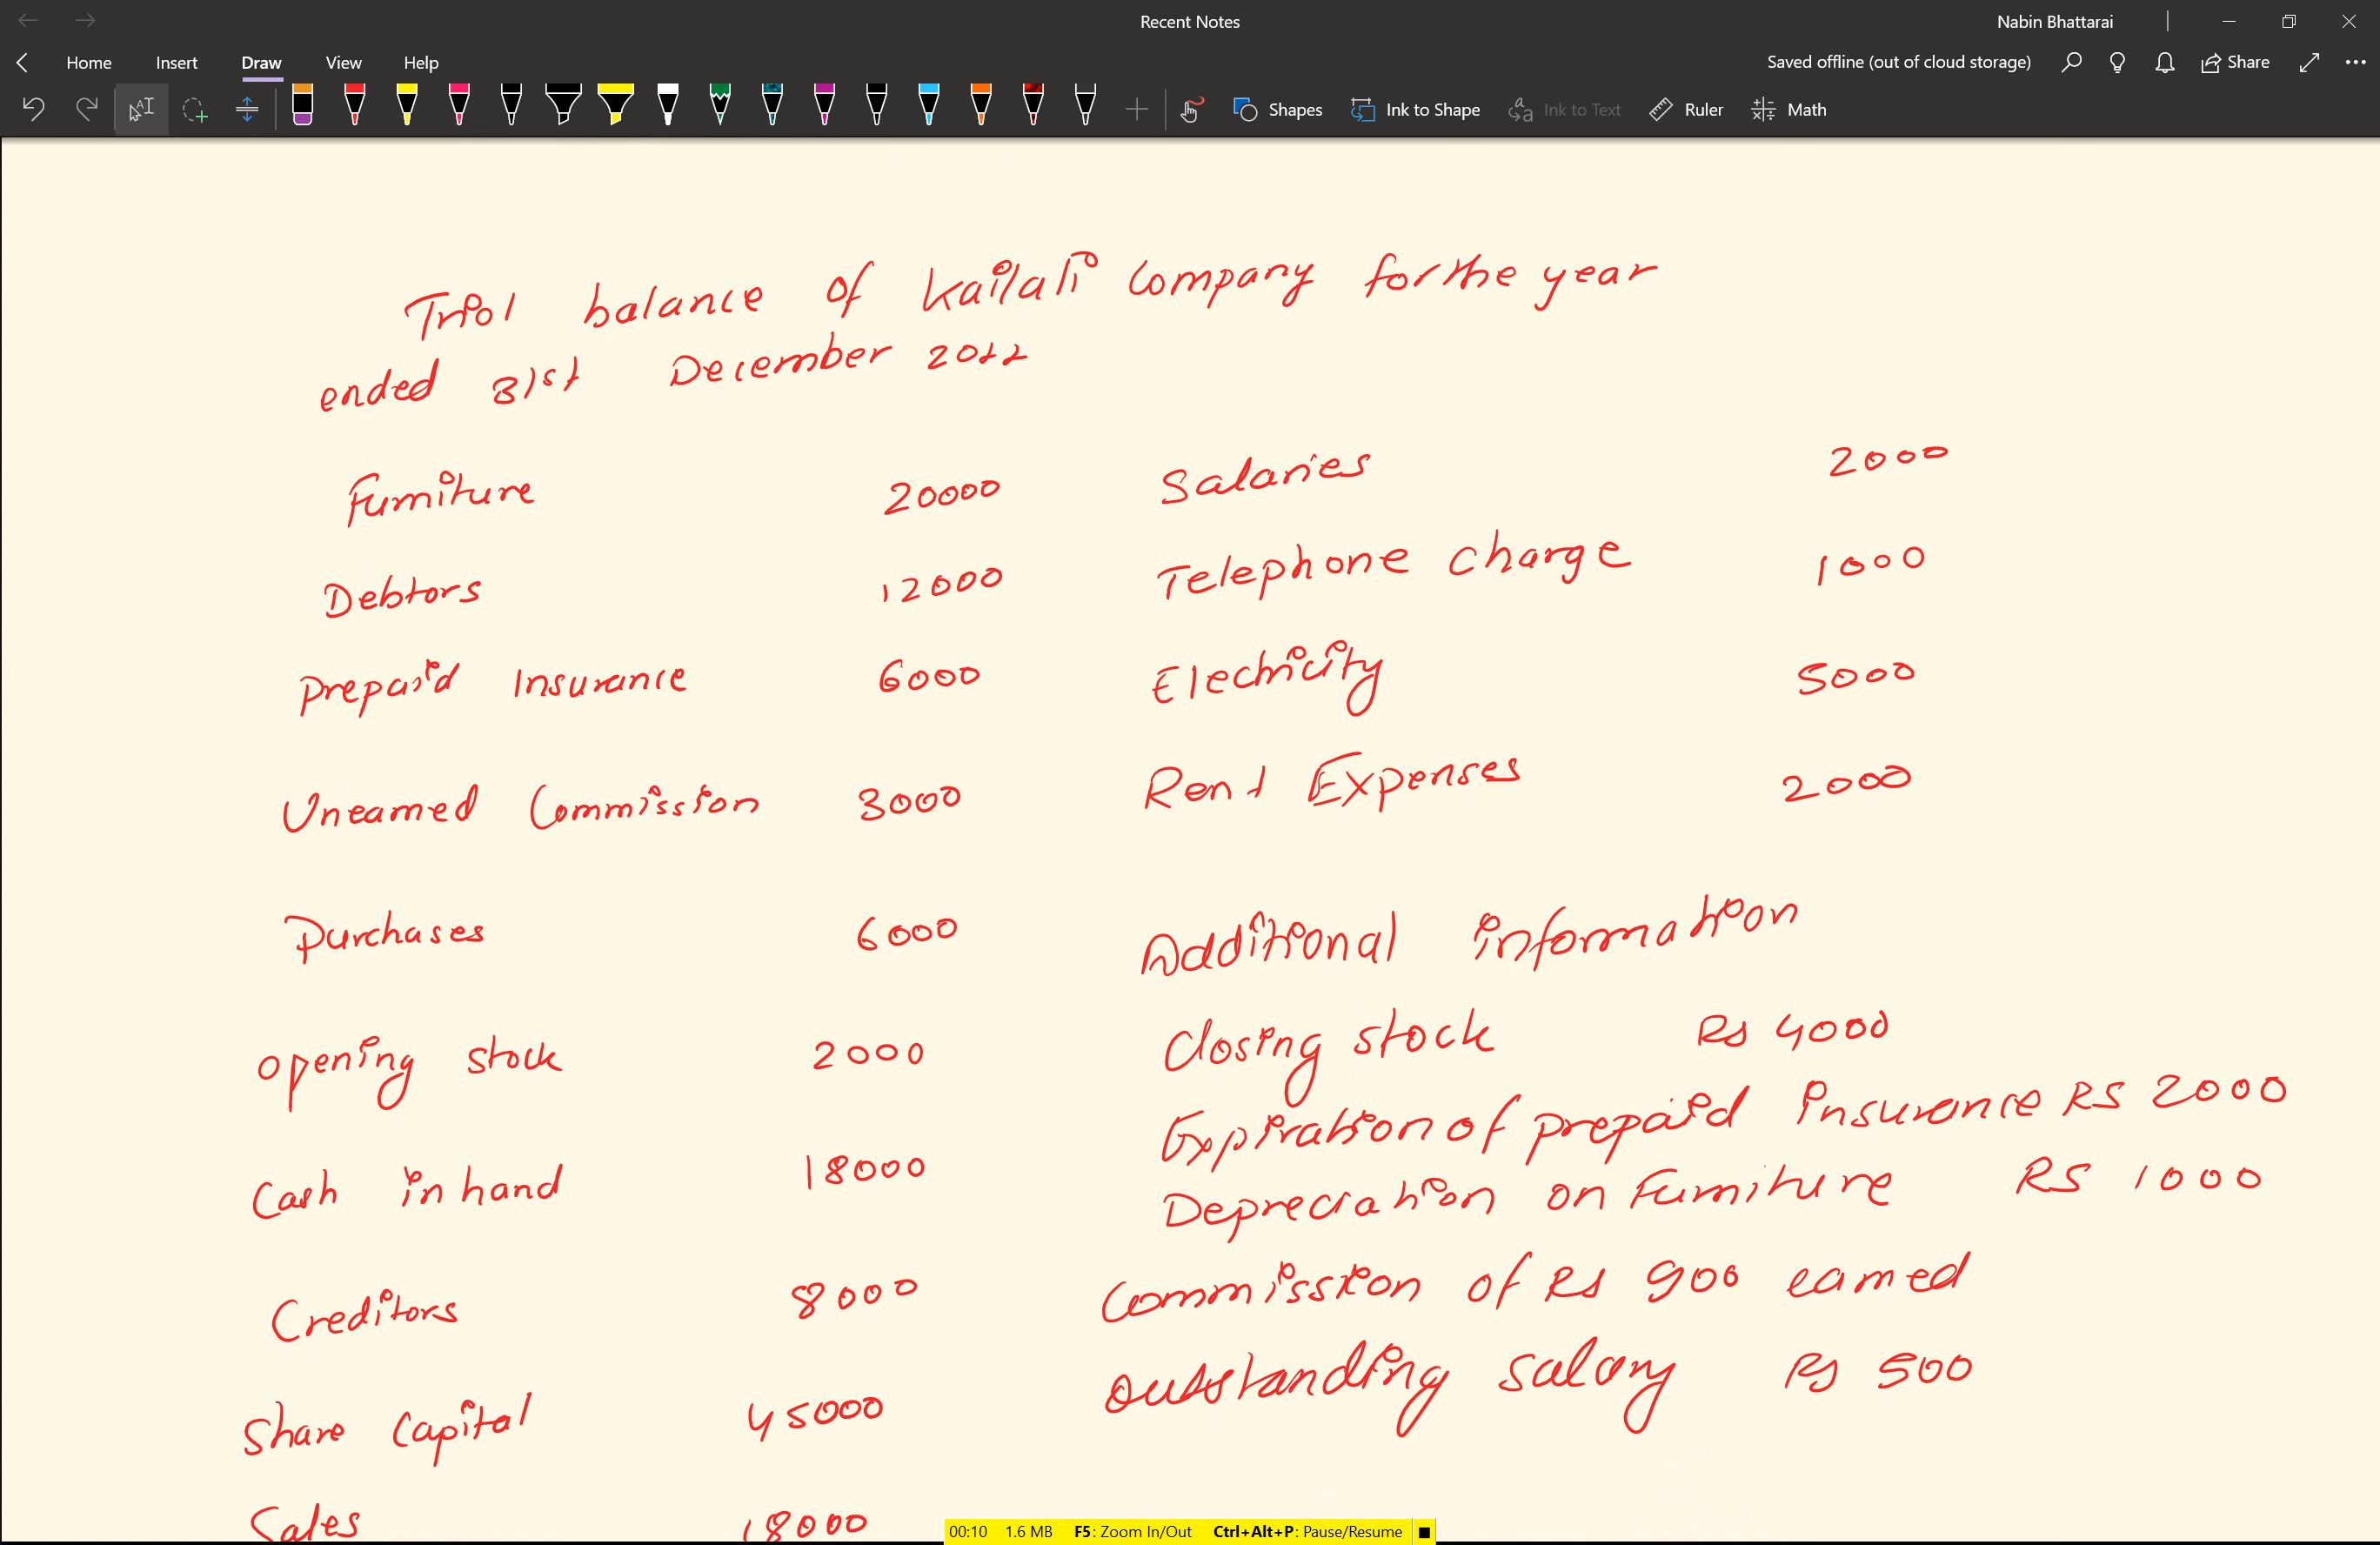 Recent Notes
Nabin Bhattarai
Home Insert Draw View Help
Saved offline (out of cloud storage)
Share
Shapes
Ink to Shape
Ink to Text
Ruler
Math
Trial balance of Kailali Company for the year
ended 31st December 2022
Furniture 20000
Debtors 12000
Prepaid Insurance 6000
Unearned Commission 3000
Purchases 6000
Opening stock 2000
Cash in hand 18000
Creditors 8000
Share Capital 45000
Sales 18000
Salaries 2000
Telephone charge 1000
Electricity 5000
Rent Expenses 2000
Additional information
Closing stock Rs 4000
Expiration of prepaid insurance RS 2000
Depreciation on Furniture RS 1000
Commission of Rs 900 earned
Outstanding salary Rs 500
00:10 1.6 MB F5: Zoom In/Out Ctrl+Alt+P: Pause/Resume